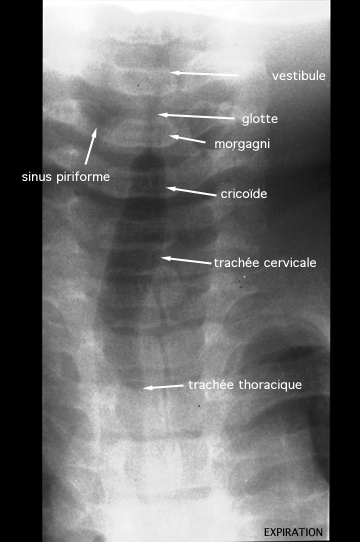 vestibule
glotte
morgagni
sinus piriforme
cricoïde
trachée cervicale
trachée thoracique
EXPIRATION